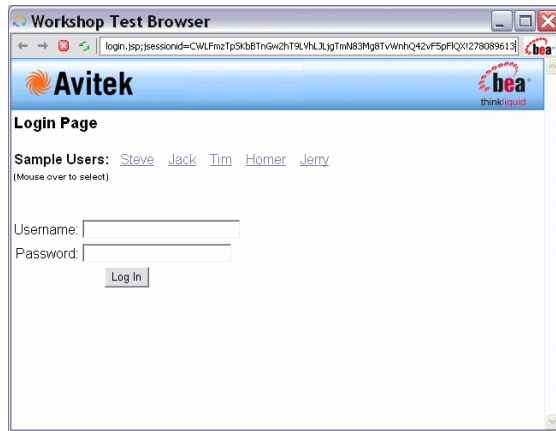 Workshop Test Browser
login.jsp;jsessionid=CWLFmzTpSKbBTnGw2hT9LVhLJLjgTmN83Mg8TvWnhQ42vF5pFlQX!278089613
bea
Avitek
bea
thinkliquid
Login Page
Sample Users: Steve Jack Tim Homer Jerry
(Mouse over to select)
Username:
Password:
Log In